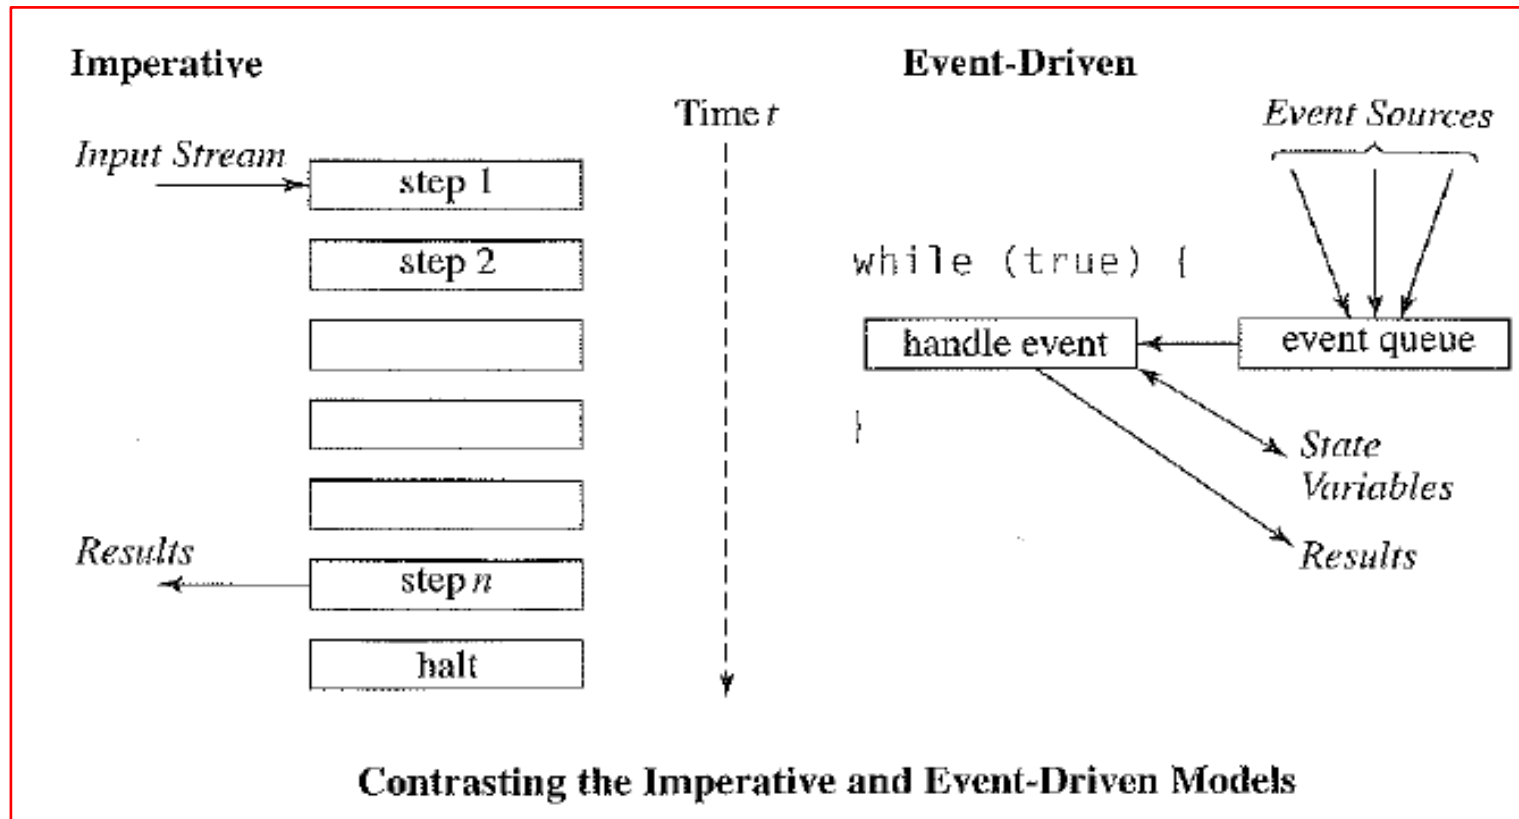 Imperative
Input Stream
step 1
step 2
step n
Results
halt
Time t
Event-Driven
Event Sources
while (true) {
handle event
event queue
}
State
Variables
Results
Contrasting the Imperative and Event-Driven Models